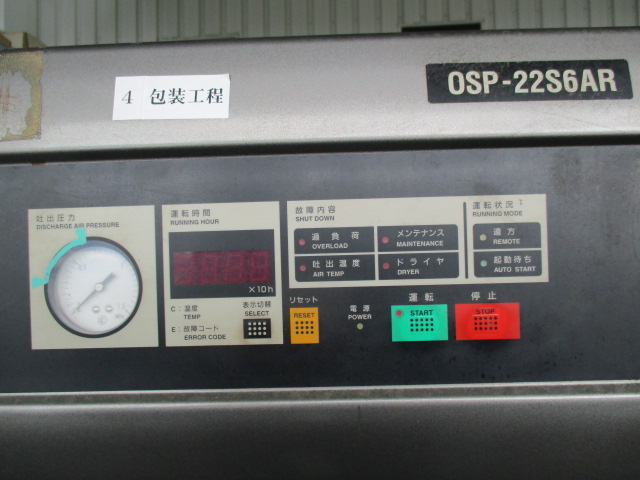 4 包装工程
OSP-22S6AR
吐出圧力
DISCHARGE AIR PRESSURE
MPa
運転時間
RUNNING HOUR
×10h
C : 温度
TEMP
E : 故障コード
ERROR CODE
表示切替
SELECT
故障内容
SHUT DOWN
過負荷
OVERLOAD
メンテナンス
MAINTENANCE
吐出温度
AIR TEMP
ドライヤ
DRYER
運転状況
RUNNING MODE
遠方
REMOTE
起動待ち
AUTO START
リセット
RESET
電源
POWER
運転
START
停止
STOP